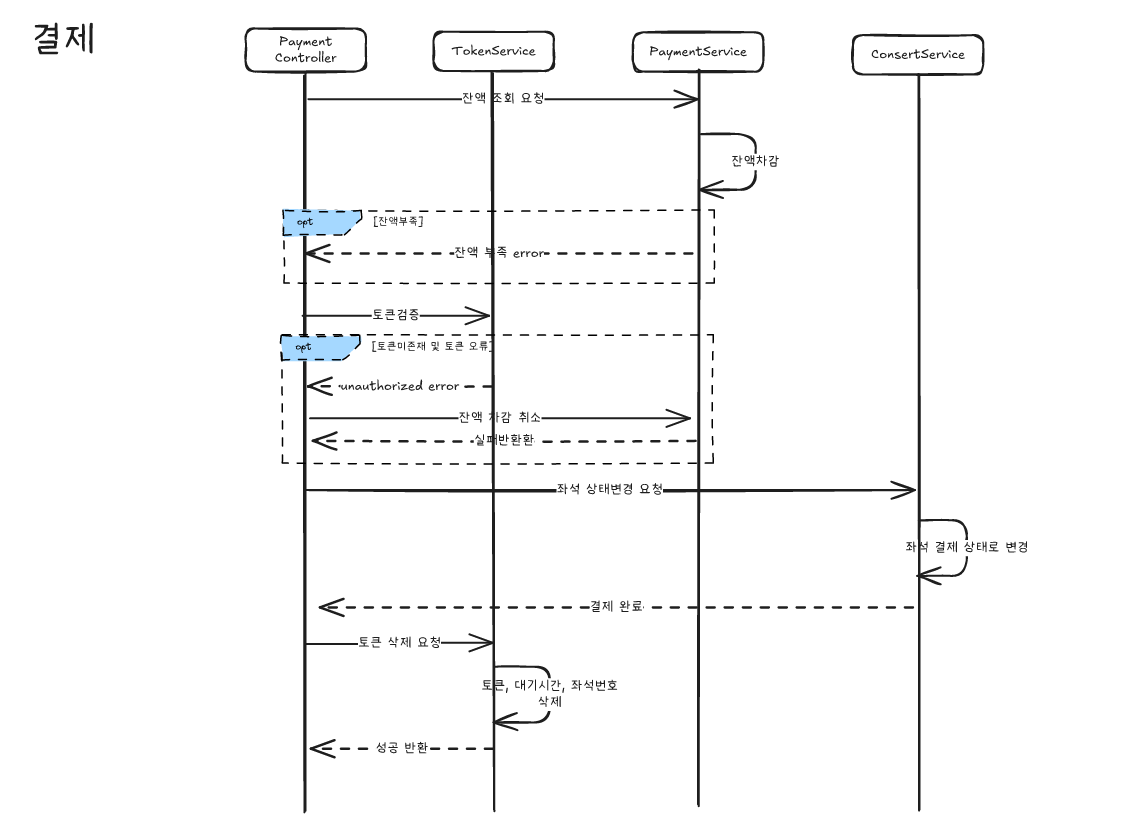 결제
Payment
Controller
TokenService
PaymentService
ConsertService
잔액 조회 요청
잔액차감
opt
[잔액부족]
잔액 부족 error
토큰검증
opt
[토큰미존재 및 토큰 오류]
unauthorized error
잔액 차감 취소
실패반환환
좌석 상태변경 요청
좌석 결제 상태로 변경
결제 완료
토큰 삭제 요청
토큰, 대기시간, 좌석번호
삭제
성공 반환